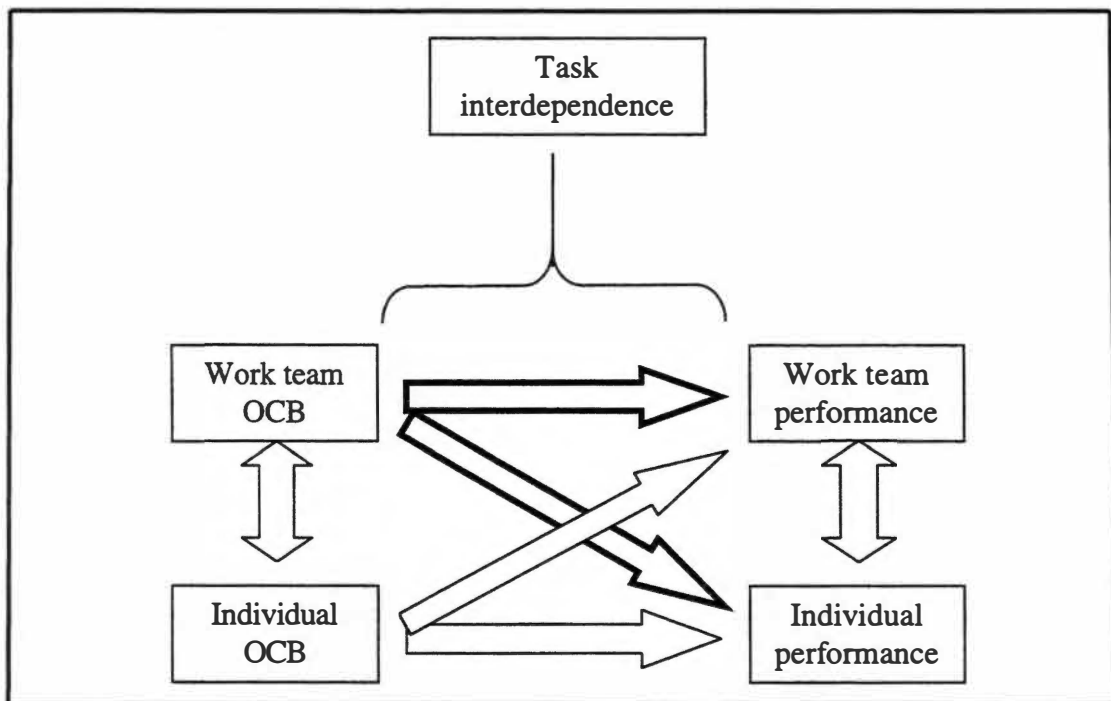 Task
interdependence
Work team
OCB
Work team
performance
Individual
OCB
Individual
performance